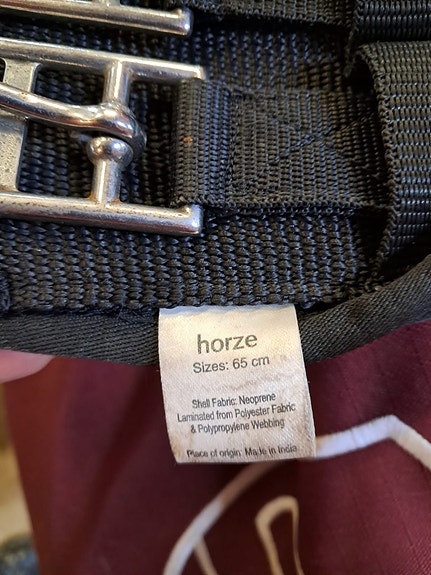 horze
Sizes: 65 cm
Shell Fabric: Neoprene
Laminated from Polyester Fabric
& Polypropylene Webbing
Place of origin: Made in India